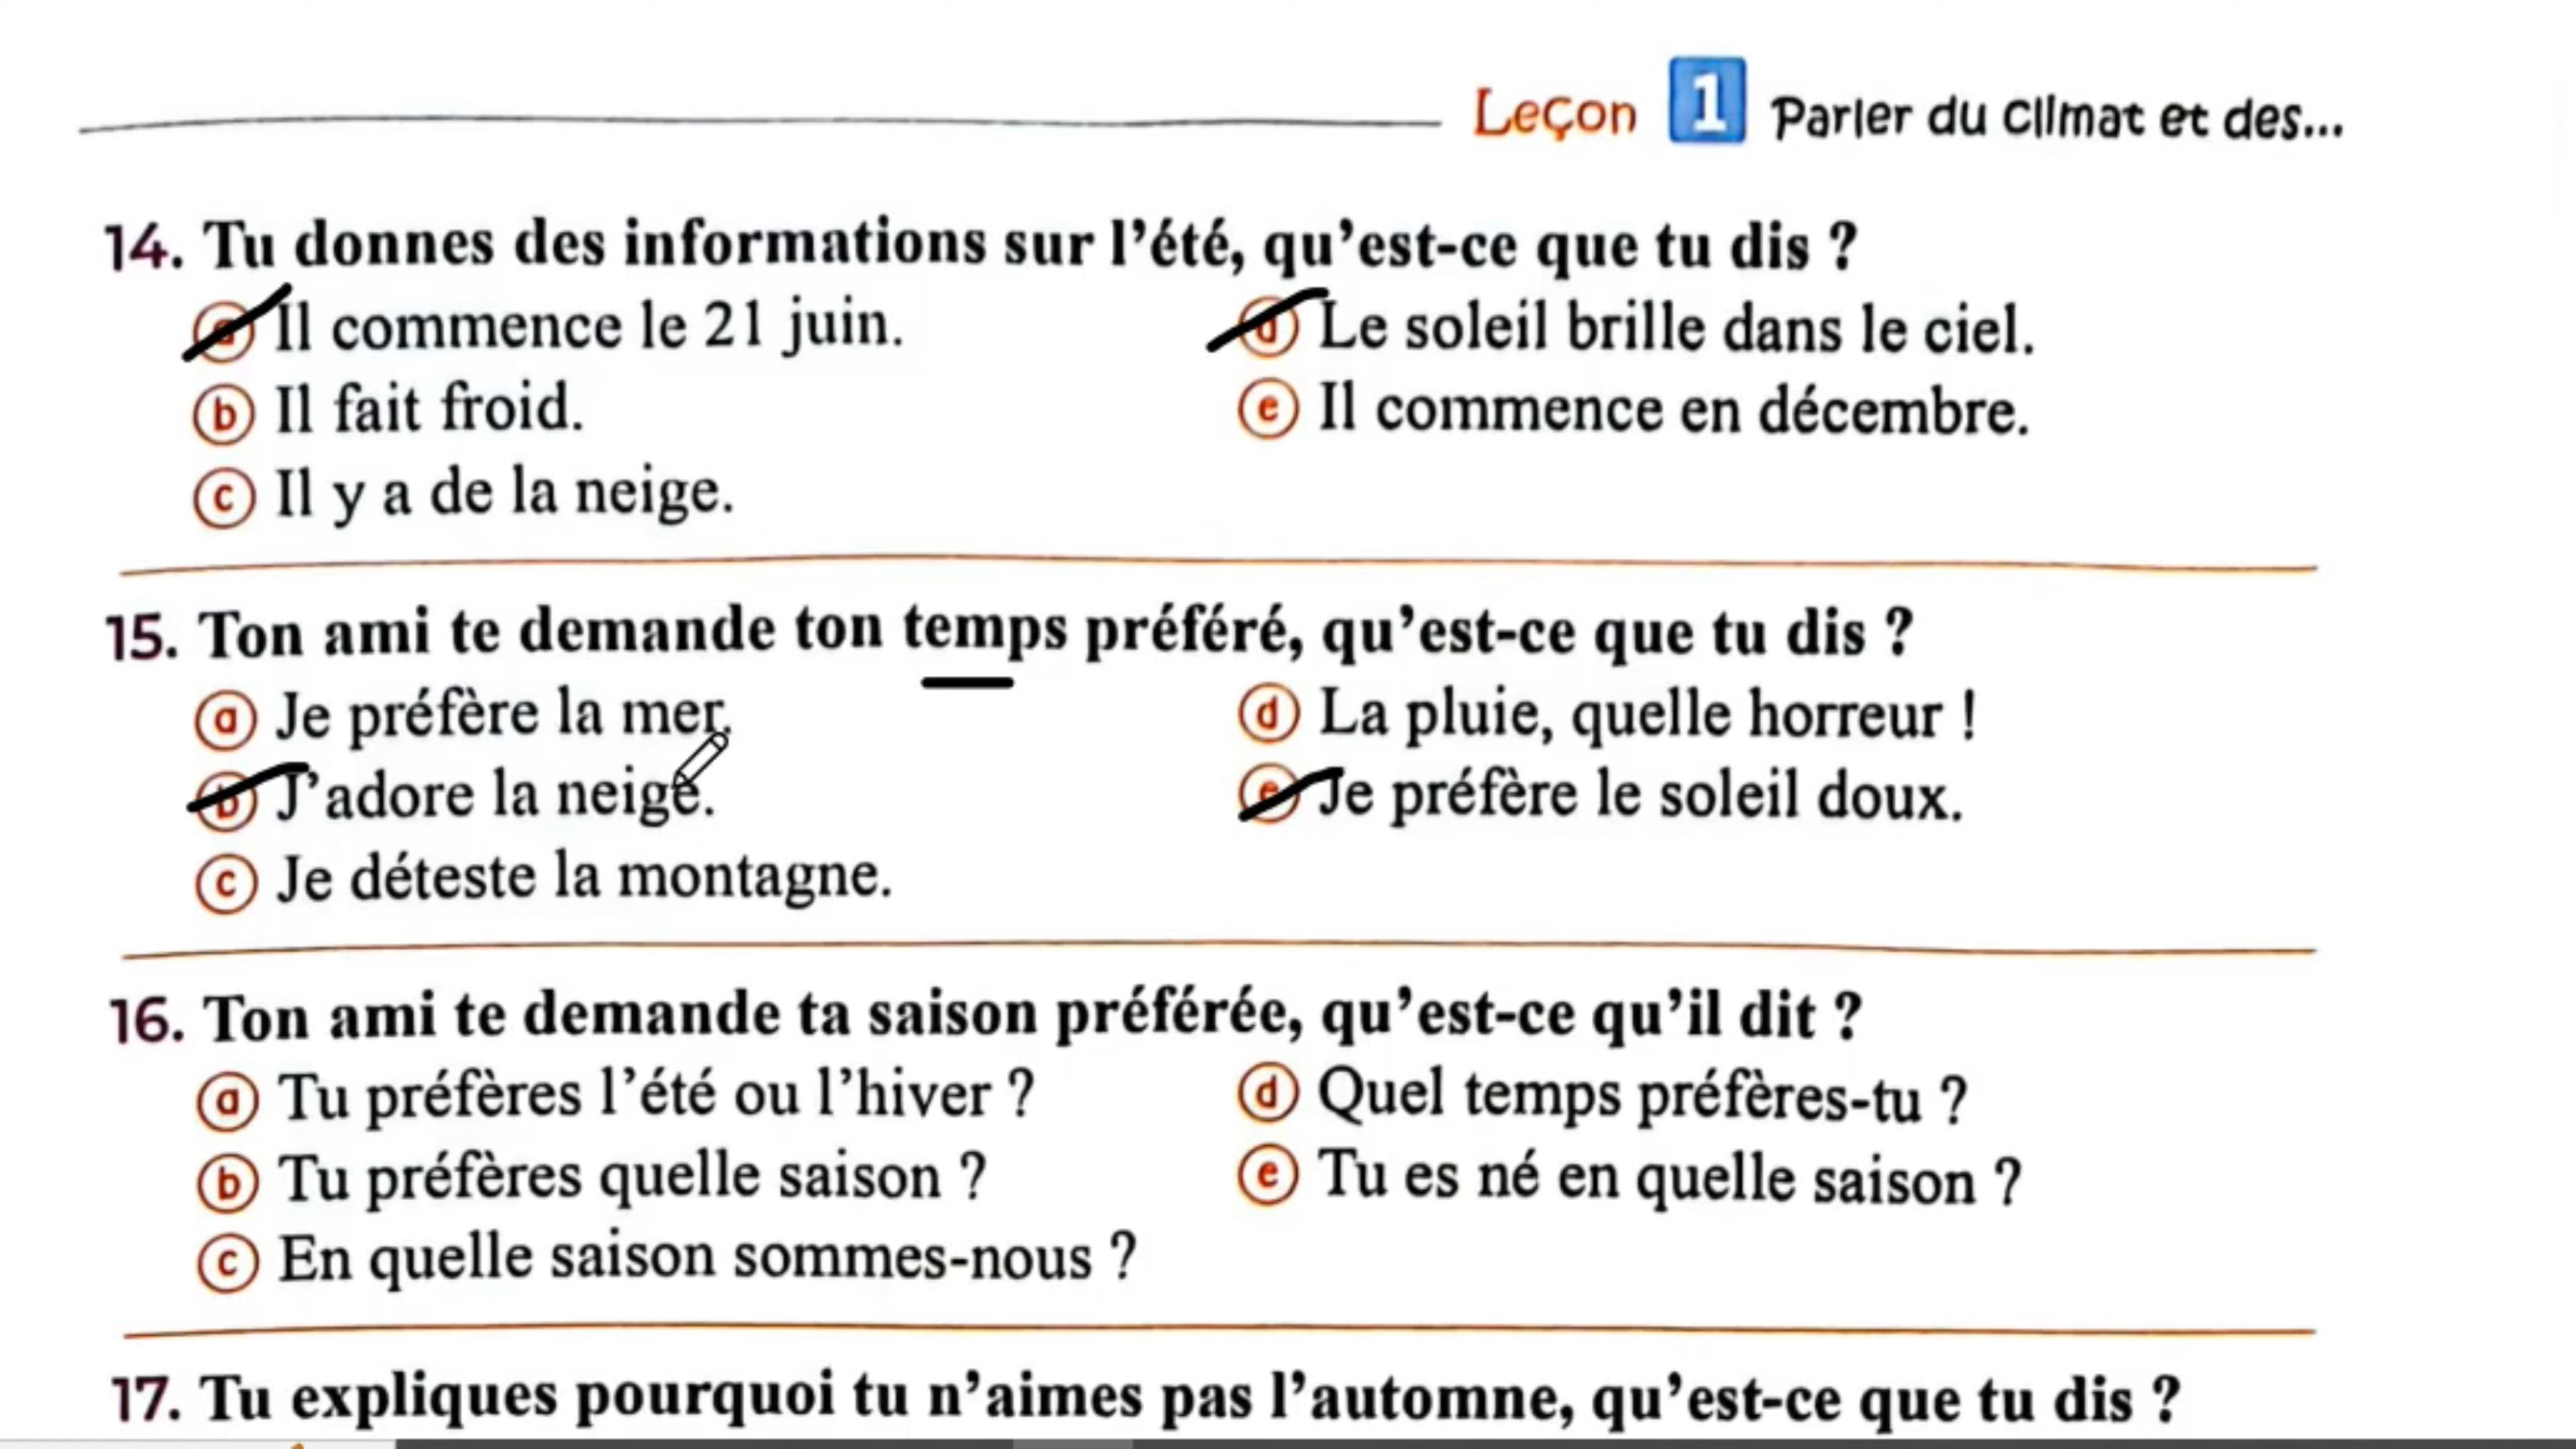 Leçon 1 Parler du climat et des...
14. Tu donnes des informations sur l'été, qu'est-ce que tu dis ?
a Il commence le 21 juin.
d Le soleil brille dans le ciel.
b Il fait froid.
e Il commence en décembre.
c Il y a de la neige.
15. Ton ami te demande ton temps préféré, qu'est-ce que tu dis ?
a Je préfère la mer.
d La pluie, quelle horreur !
b J'adore la neige.
e Je préfère le soleil doux.
c Je déteste la montagne.
16. Ton ami te demande ta saison préférée, qu'est-ce qu'il dit ?
a Tu préfères l'été ou l'hiver ?
d Quel temps préfères-tu ?
b Tu préfères quelle saison ?
e Tu es né en quelle saison ?
c En quelle saison sommes-nous ?
17. Tu expliques pourquoi tu n'aimes pas l'automne, qu'est-ce que tu dis ?